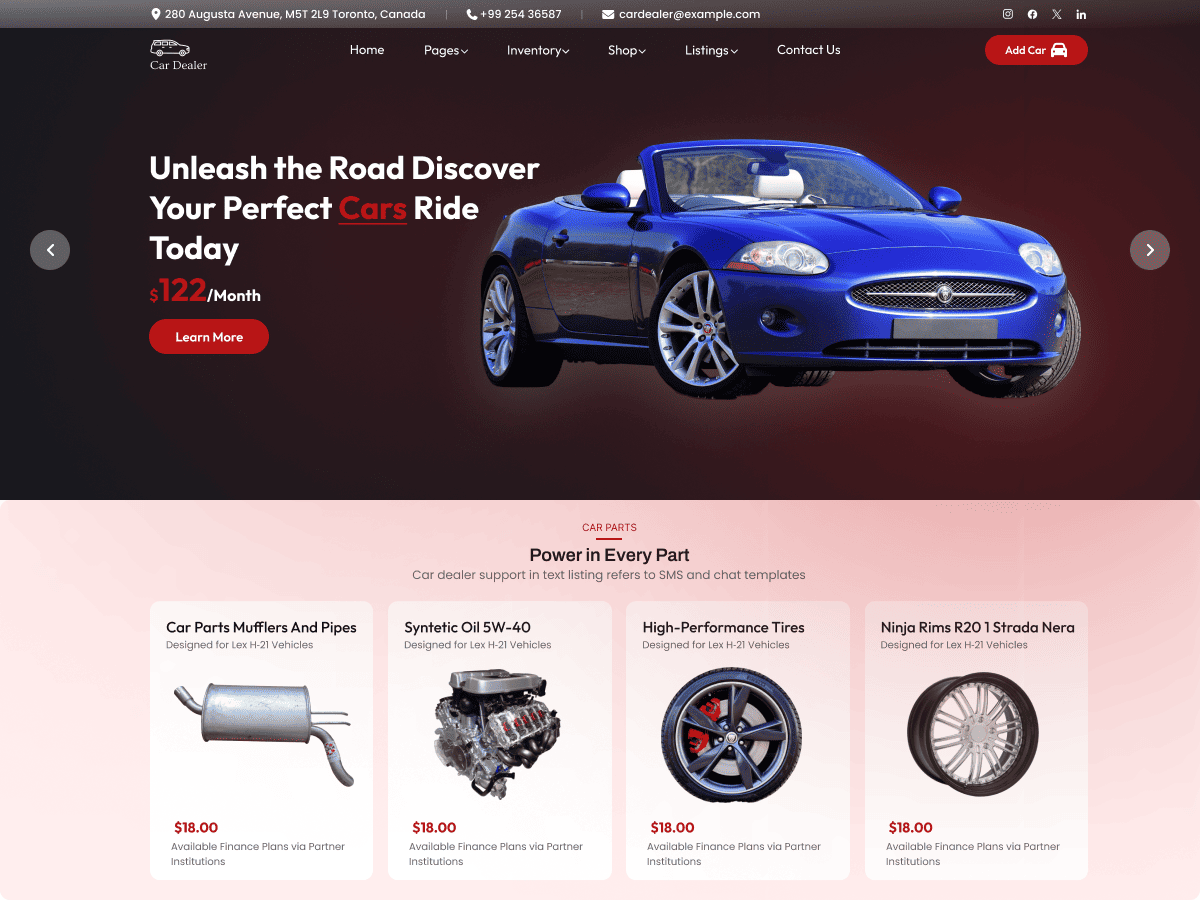 280 Augusta Avenue, M5T 2L9 Toronto, Canada | +99 254 36587 | cardealer@example.com
Car Dealer
Home Pages Inventory Shop Listings Contact Us
Add Car
Unleash the Road Discover
Your Perfect Cars Ride
Today
$122/Month
Learn More
CAR PARTS
Power in Every Part
Car dealer support in text listing refers to SMS and chat templates
Car Parts Mufflers And Pipes
Designed for Lex H-21 Vehicles
$18.00
Available Finance Plans via Partner
Institutions
Syntetic Oil 5W-40
Designed for Lex H-21 Vehicles
$18.00
Available Finance Plans via Partner
Institutions
High-Performance Tires
Designed for Lex H-21 Vehicles
$18.00
Available Finance Plans via Partner
Institutions
Ninja Rims R20 1 Strada Nera
Designed for Lex H-21 Vehicles
$18.00
Available Finance Plans via Partner
Institutions